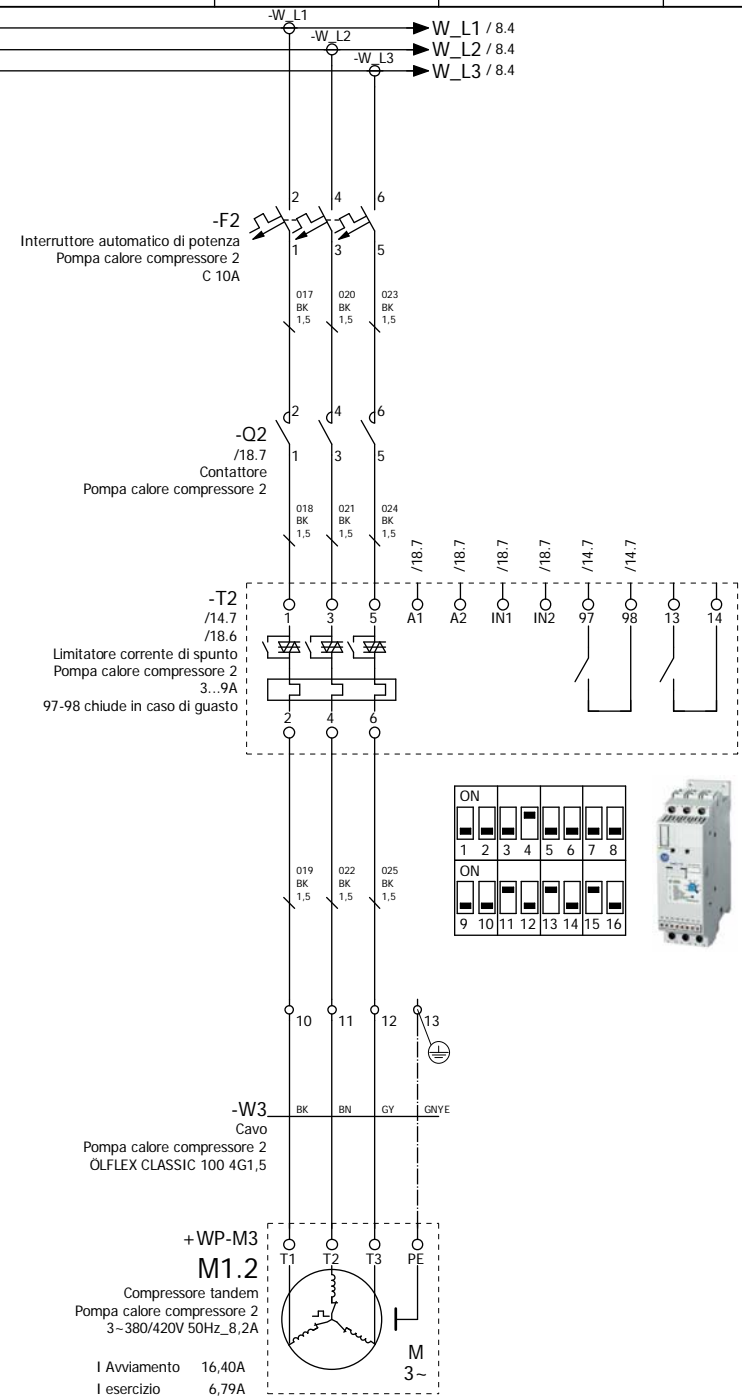 -W_L1
W_L1 / 8.4
-W_L2
W_L2 / 8.4
-W_L3
W_L3 / 8.4
2 4 6
-F2
Interruttore automatico di potenza
Pompa calore compressore 2
C 10A
1 3 5
017 020 023
BK BK BK
1,5 1,5 1,5
2 4 6
-Q2
/18.7
Contattore
Pompa calore compressore 2
1 3 5
018 021 024
BK BK BK
1,5 1,5 1,5
/18.7 /18.7 /18.7 /18.7 /14.7 /14.7
-T2
/14.7
/18.6
Limitatore corrente di spunto
Pompa calore compressore 2
3...9A
97-98 chiude in caso di guasto
1 3 5 A1 A2 IN1 IN2 97 98 13 14
2 4 6
ON
1 2 3 4 5 6 7 8
ON
9 10 11 12 13 14 15 16
019 022 025
BK BK BK
1,5 1,5 1,5
10 11 12 13
-W3
Cavo
Pompa calore compressore 2
ÖLFLEX CLASSIC 100 4G1,5
BK BN GY GNYE
+WP-M3
M1.2
Compressore tandem
Pompa calore compressore 2
3~380/420V 50Hz_8,2A
T1 T2 T3 PE
M
3~
I Avviamento 16,40A
I esercizio 6,79A